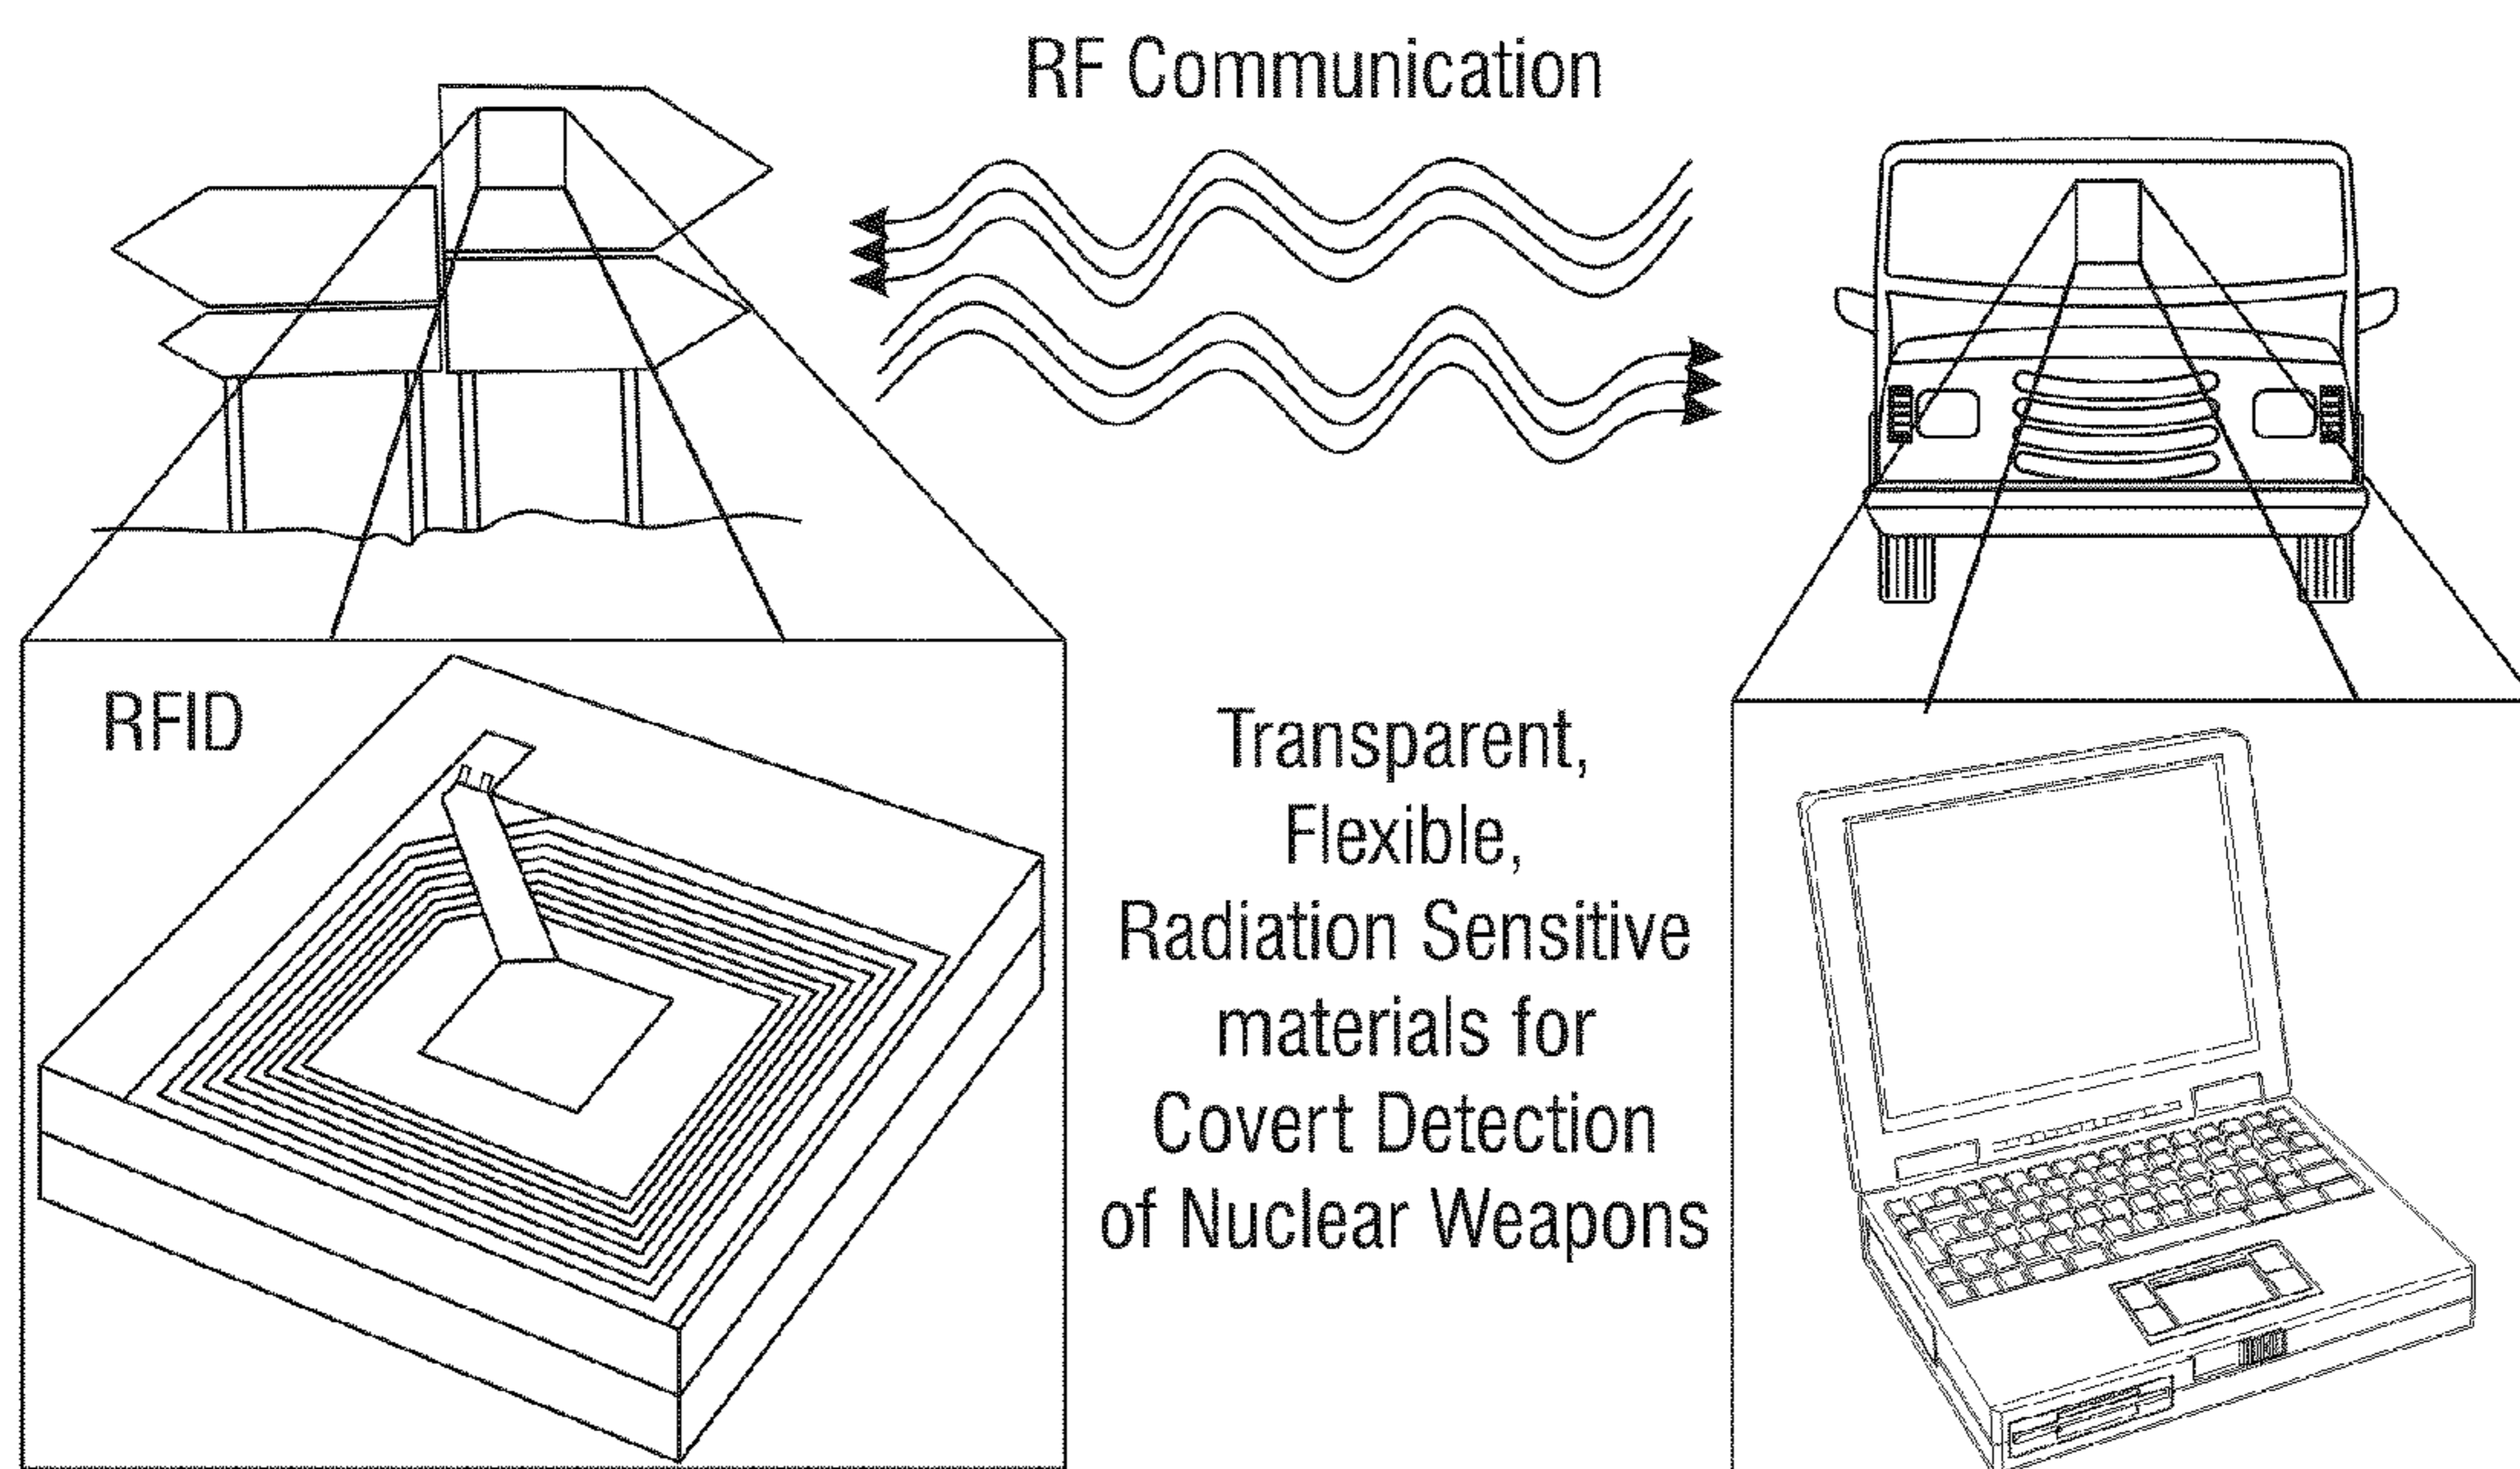 RF Communication
RFID
Transparent,
Flexible,
Radiation Sensitive
materials for
Covert Detection
of Nuclear Weapons